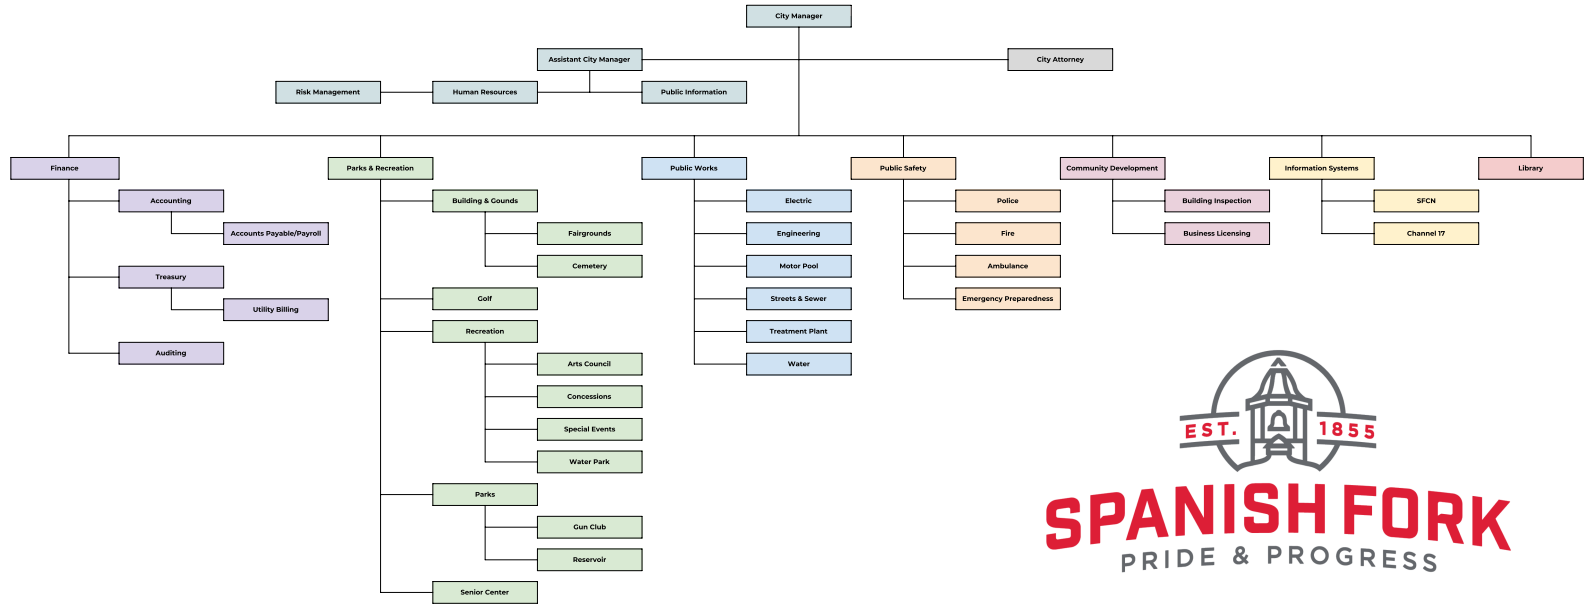 City Manager
Assistant City Manager
City Attorney
Risk Management
Human Resources
Public Information
Finance
Accounting
Accounts Payable/Payroll
Treasury
Utility Billing
Auditing
Parks & Recreation
Building & Gounds
Fairgrounds
Cemetery
Golf
Recreation
Arts Council
Concessions
Special Events
Water Park
Parks
Gun Club
Reservoir
Senior Center
Public Works
Electric
Engineering
Motor Pool
Streets & Sewer
Treatment Plant
Water
Public Safety
Police
Fire
Ambulance
Emergency Preparedness
Community Development
Building Inspection
Business Licensing
Information Systems
SFCN
Channel 17
Library
EST. 1855
SPANISH FORK
PRIDE & PROGRESS